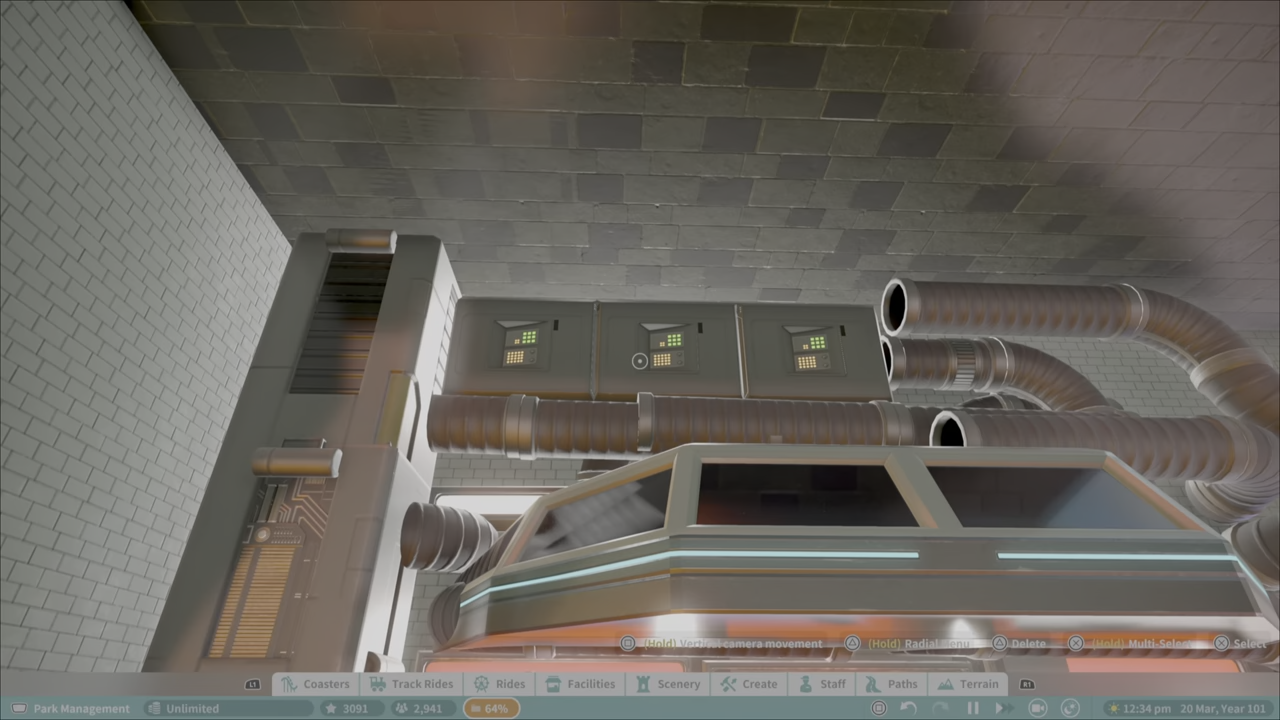 (Hold) Vertical camera movement (Hold) Radial Menu Delete (Hold) Multi-Select Select
L1 Coasters Track Rides Rides Facilities Scenery Create Staff Paths Terrain R1
Park Management Unlimited 3091 2,941 64% 12:34 pm 20 Mar, Year 101